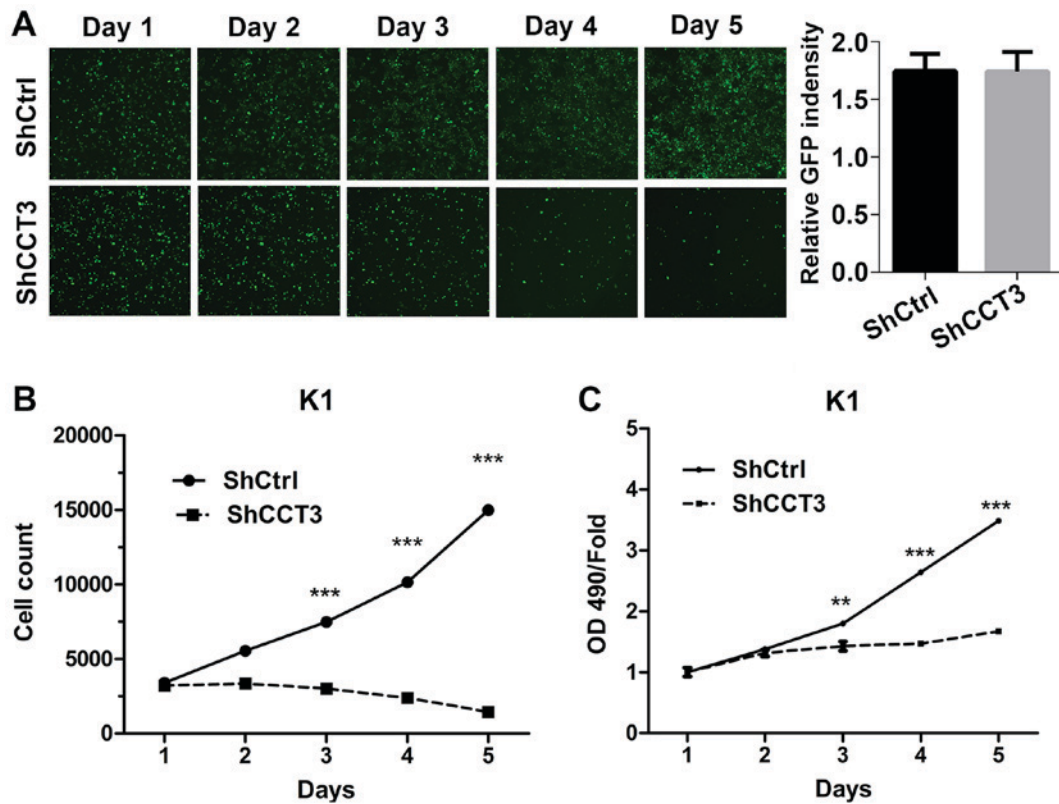 A
Day 1 Day 2 Day 3 Day 4 Day 5
ShCtrl
ShCCT3
Relative GFP indensity
2.0
1.5
1.0
0.5
0.0
ShCtrl
ShCCT3
B
K1
Cell count
20000
15000
10000
5000
0
ShCtrl
ShCCT3
***
***
***
1 2 3 4 5
Days
C
K1
OD 490/Fold
5
4
3
2
1
0
ShCtrl
ShCCT3
**
***
***
1 2 3 4 5
Days